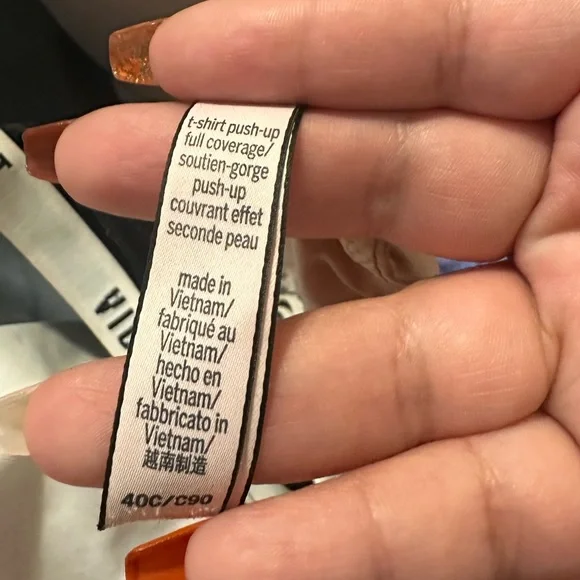 t-shirt push-up
full coverage/
soutien-gorge
push-up
couvrant effet
seconde peau
made in
Vietnam/
fabriqué au
Vietnam/
hecho en
Vietnam/
fabbricato in
Vietnam/
越南制造
40C/C90